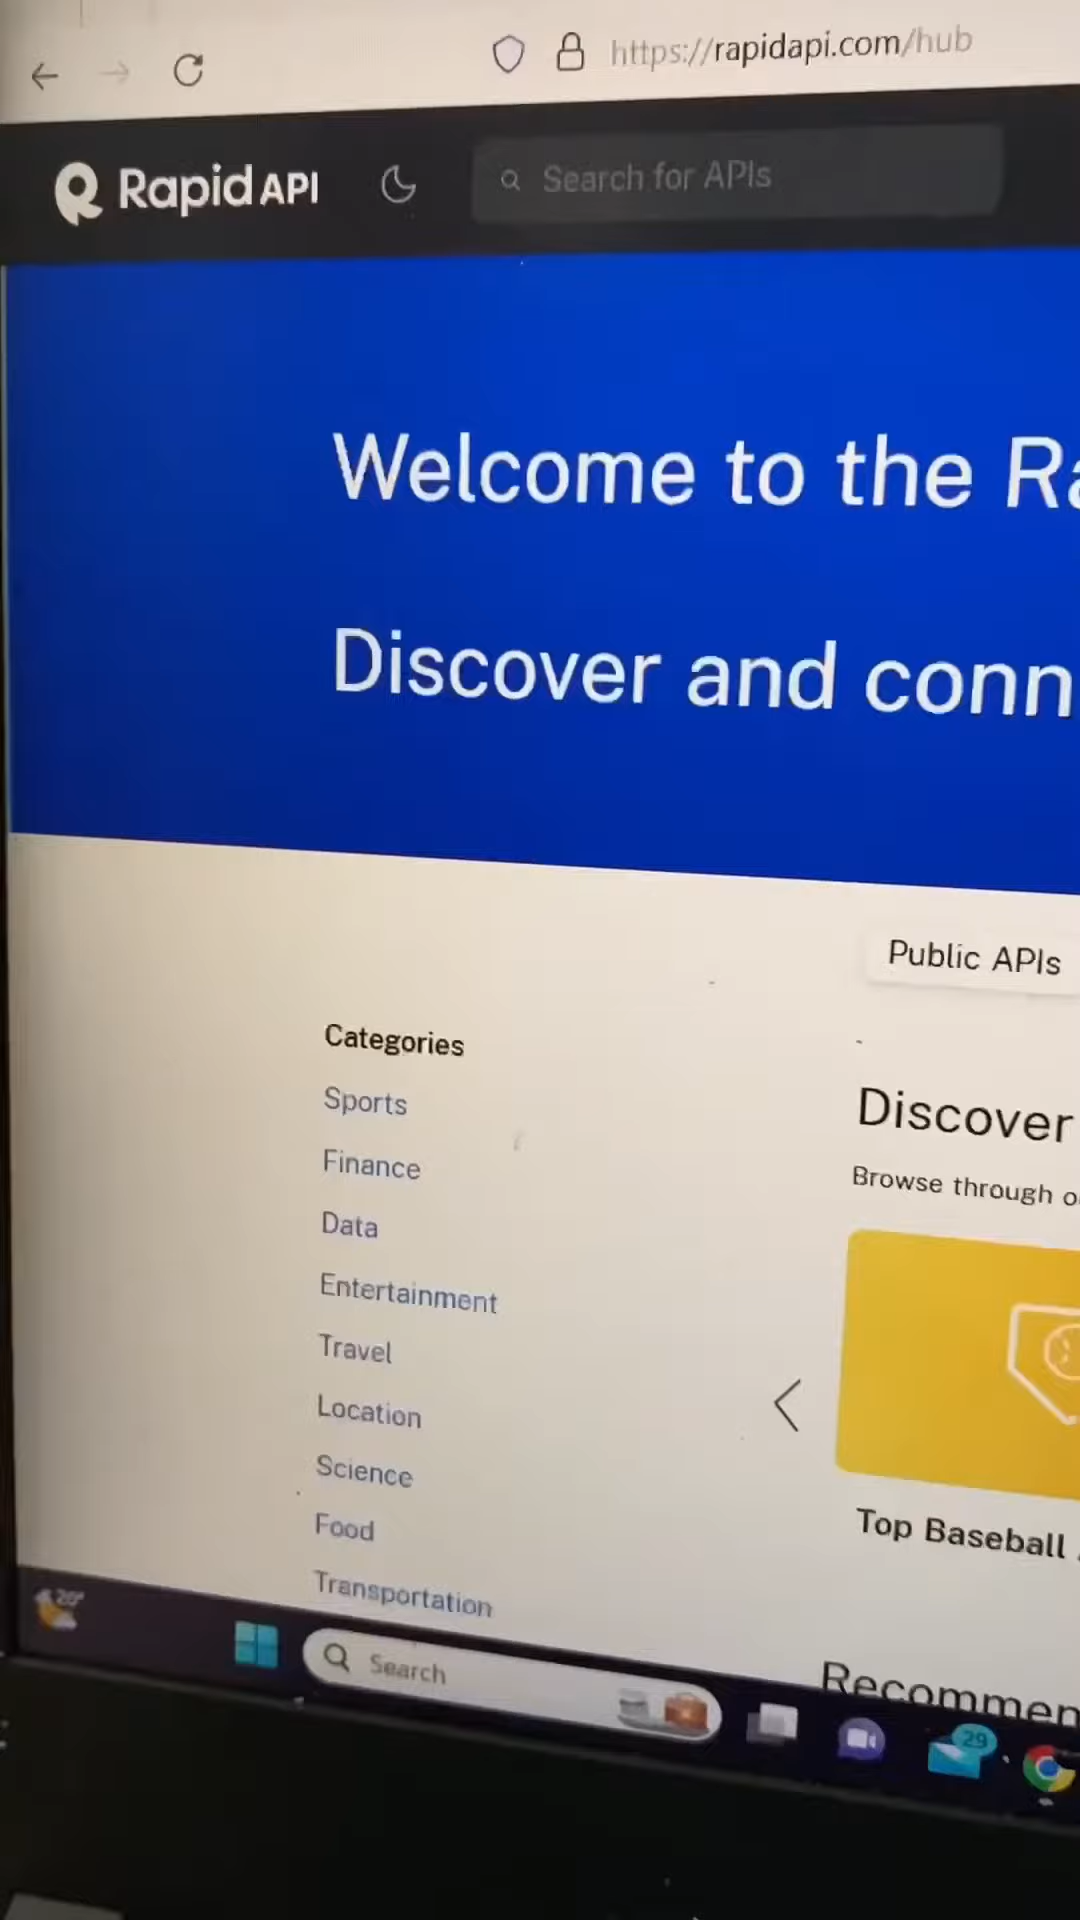 https://rapidapi.com/hub
Rapid API
Search for APIs
Welcome to the Ra
Discover and conn
Public APIs
Categories
Sports
Finance
Data
Entertainment
Travel
Location
Science
Food
Transportation
Discover
Browse through o
Top Baseball
Recommen
20°
Search
29